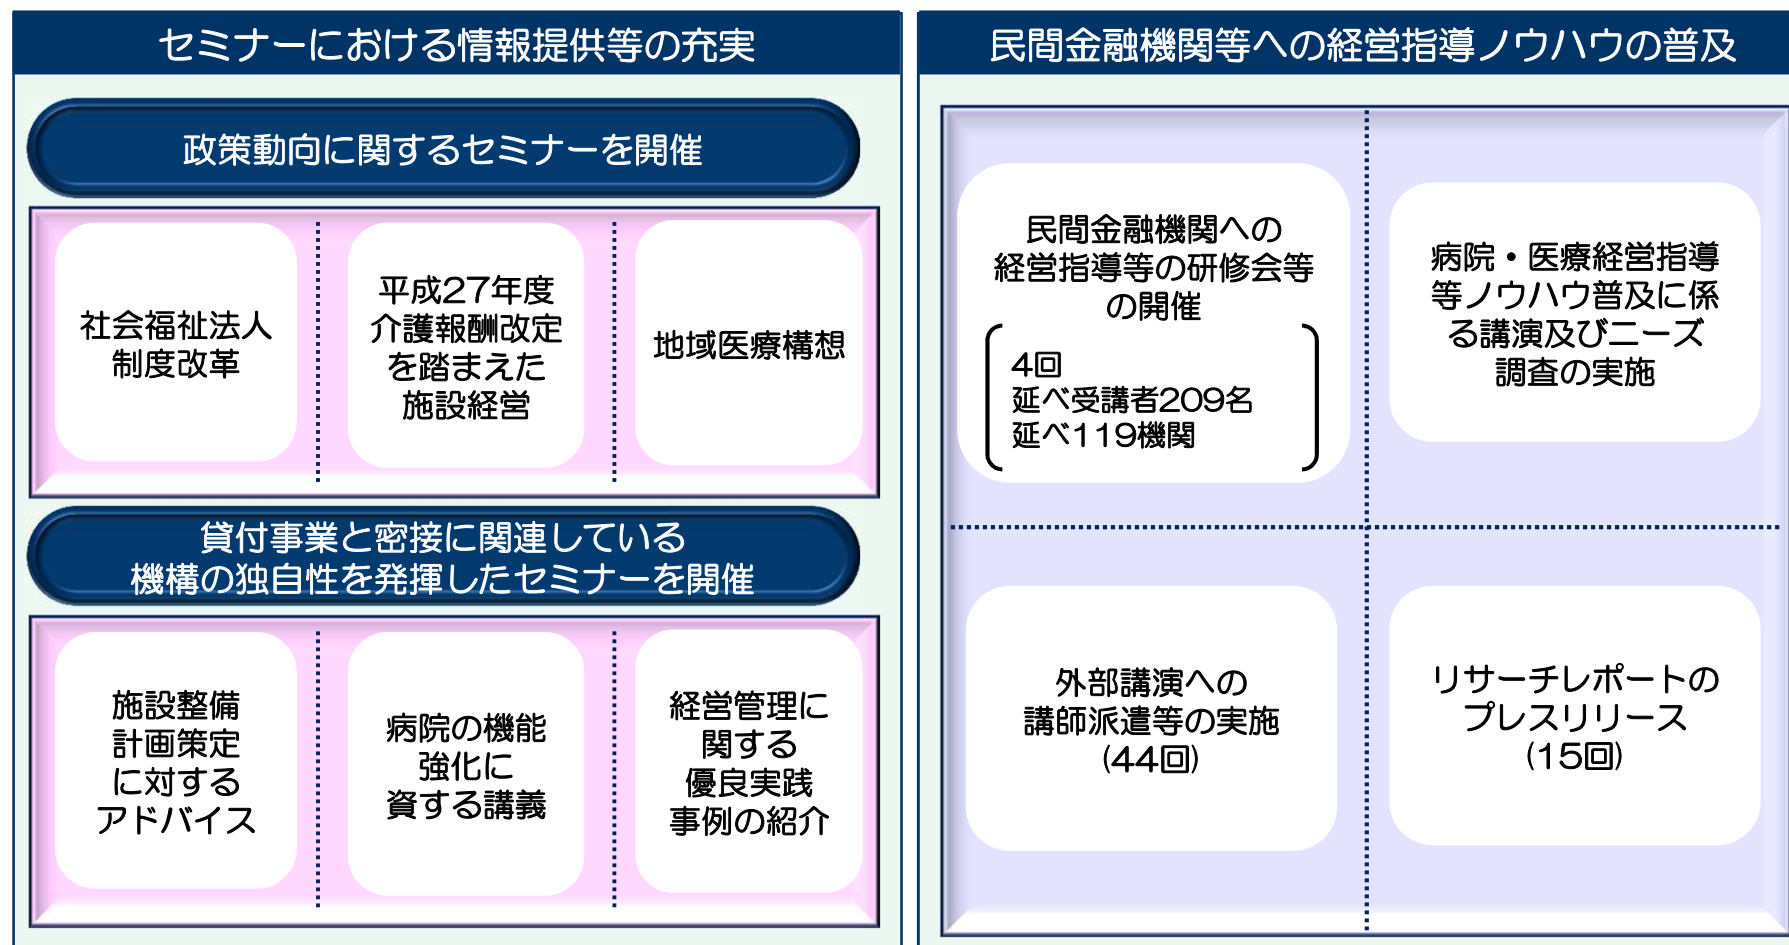 セミナーにおける情報提供等の充実
政策動向に関するセミナーを開催
社会福祉法人
制度改革
平成27年度
介護報酬改定
を踏まえた
施設経営
地域医療構想
貸付事業と密接に関連している
機構の独自性を発揮したセミナーを開催
施設整備
計画策定
に対する
アドバイス
病院の機能
強化に
資する講義
経営管理に
関する
優良実践
事例の紹介
民間金融機関等への経営指導ノウハウの普及
民間金融機関への
経営指導等の研修会等
の開催
4回
延べ受講者209名
延べ119機関
病院・医療経営指導
等ノウハウ普及に係
る講演及びニーズ
調査の実施
外部講演への
講師派遣等の実施
(44回)
リサーチレポートの
プレスリリース
(15回)